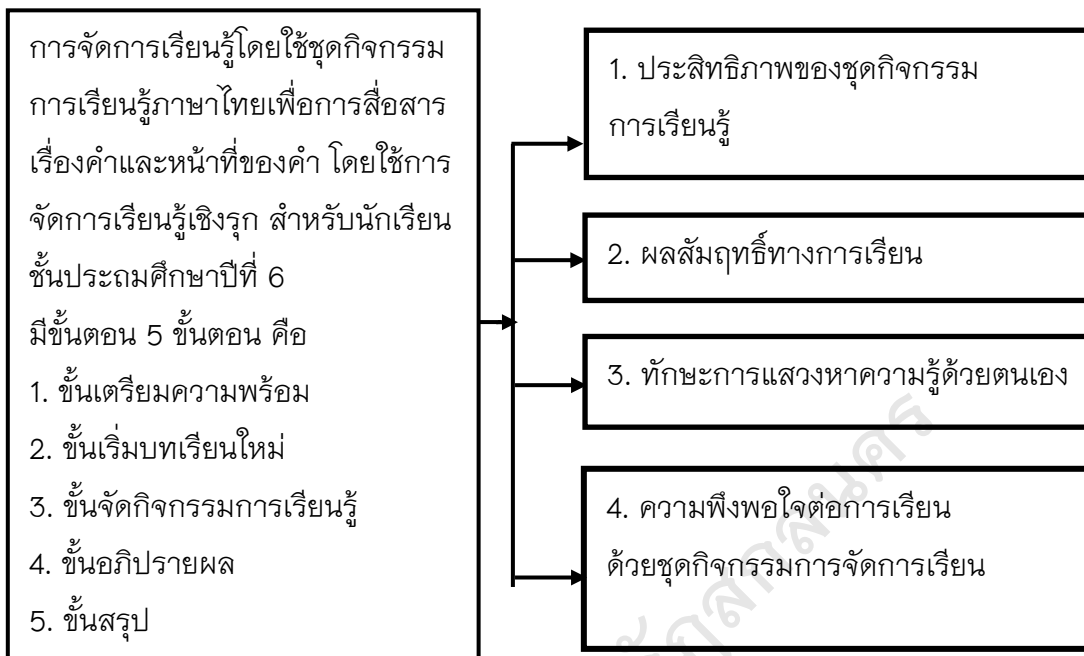 การจัดการเรียนรู้โดยใช้ชุดกิจกรรม
การเรียนรู้ภาษาไทยเพื่อการสื่อสาร
เรื่องคำและหน้าที่ของคำ โดยใช้การ
จัดการเรียนรู้เชิงรุก สำหรับนักเรียน
ชั้นประถมศึกษาปีที่ 6
มีขั้นตอน 5 ขั้นตอน คือ
1. ขั้นเตรียมความพร้อม
2. ขั้นเริ่มบทเรียนใหม่
3. ขั้นจัดกิจกรรมการเรียนรู้
4. ขั้นอภิปรายผล
5. ขั้นสรุป
1. ประสิทธิภาพของชุดกิจกรรม
การเรียนรู้
2. ผลสัมฤทธิ์ทางการเรียน
3. ทักษะการแสวงหาความรู้ด้วยตนเอง
4. ความพึงพอใจต่อการเรียน
ด้วยชุดกิจกรรมการจัดการเรียน